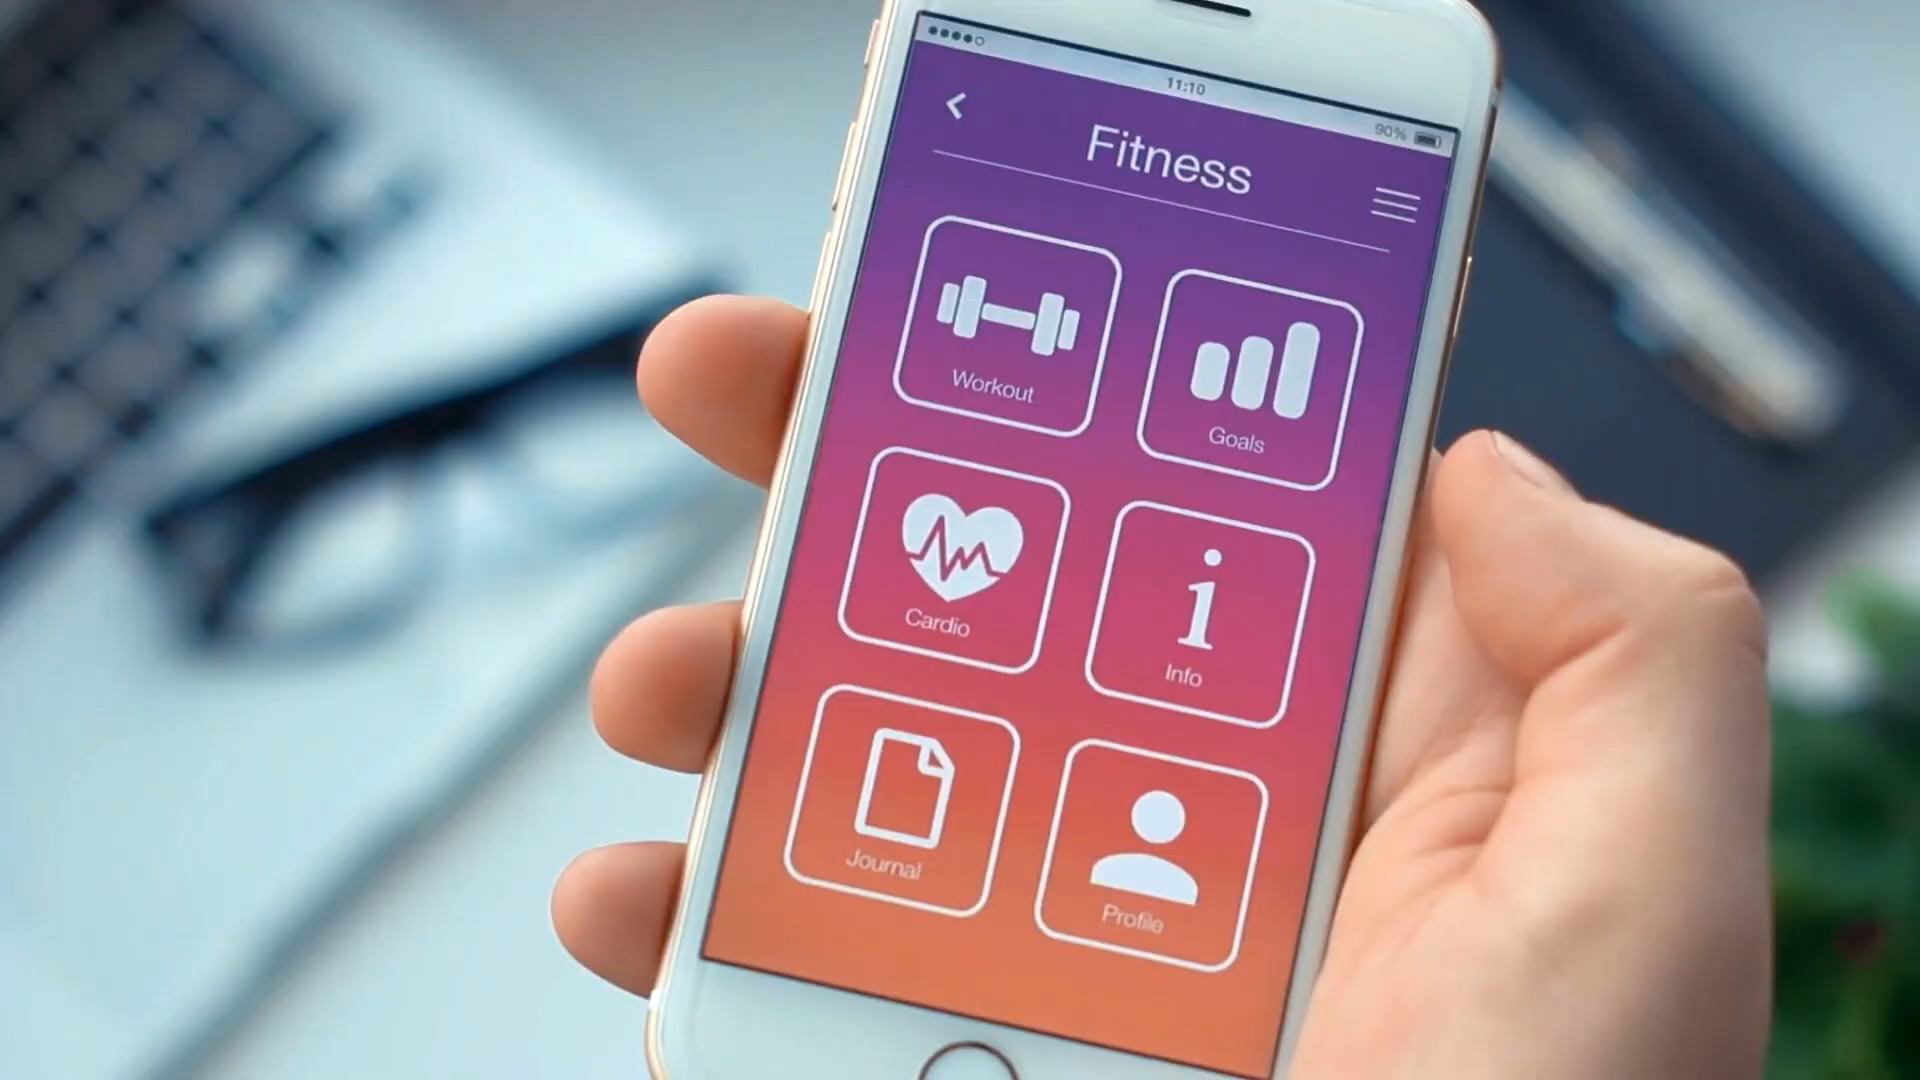 11:10
90%
Fitness
Workout
Goals
Cardio
Info
Journal
Profile